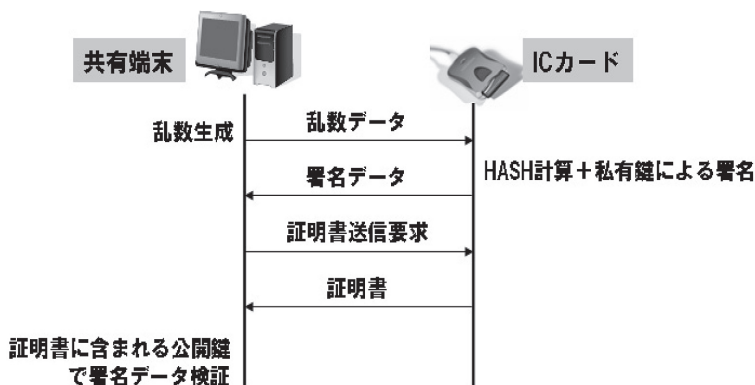 共有端末
ICカード
乱数生成
乱数データ
HASH計算＋私有鍵による署名
署名データ
証明書送信要求
証明書
証明書に含まれる公開鍵
で署名データ検証